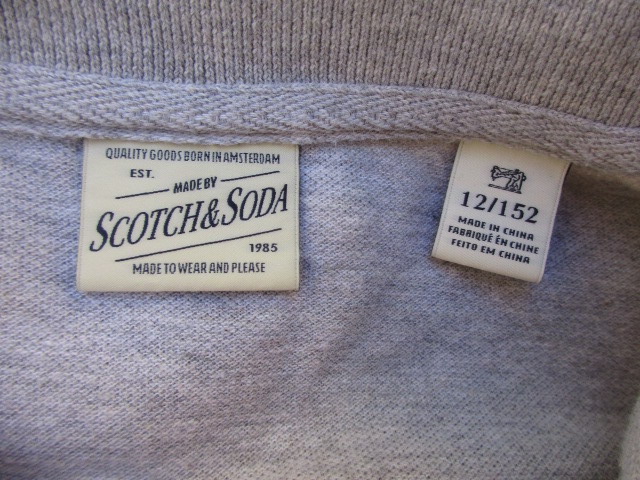 QUALITY GOODS BORN IN AMSTERDAM
EST.
MADE BY
SCOTCH & SODA
1985
MADE TO WEAR AND PLEASE
12/152
MADE IN CHINA
FABRIQUÉ EN CHINE
FEITO EM CHINA